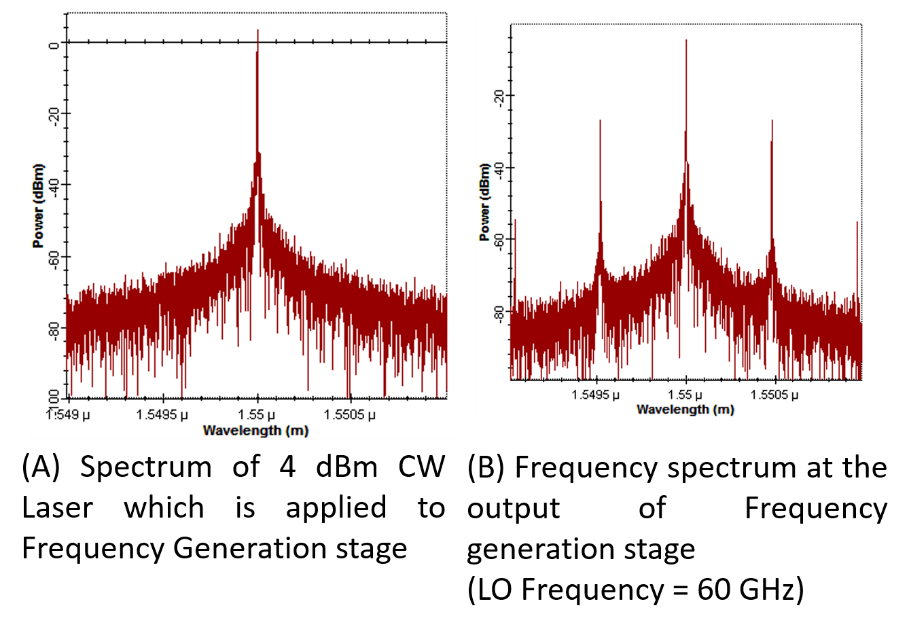 0
-20
-40
-60
-80
Power (dBm)
1.549 µ
1.5495 µ
1.55 µ
1.5505 µ
Wavelength (m)
-20
-40
-60
-80
Power (dBm)
1.5495 µ
1.55 µ
1.5505 µ
Wavelength (m)
(A) Spectrum of 4 dBm CW
Laser which is applied to
Frequency Generation stage
(B) Frequency spectrum at the
output of Frequency
generation stage
(LO Frequency = 60 GHz)